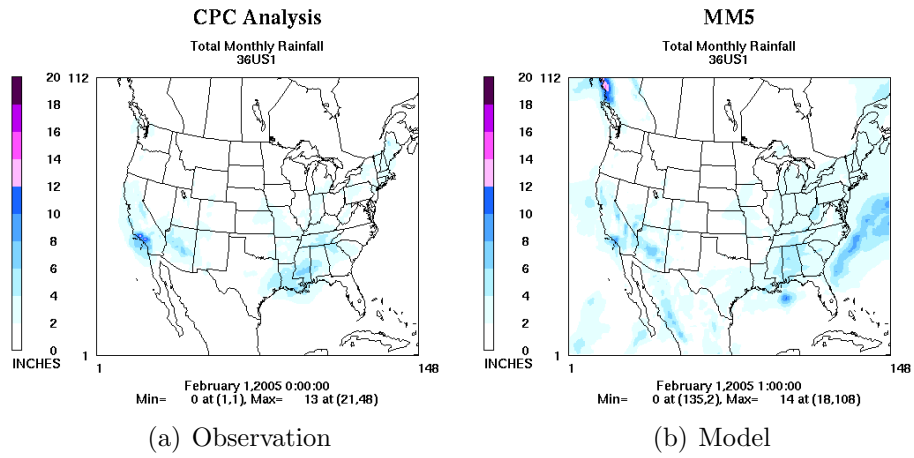 CPC Analysis
Total Monthly Rainfall
36US1
20
18
16
14
12
10
8
6
4
2
0
INCHES
112
1
1
148
February 1,2005 0:00:00
Min= 0 at (1,1), Max= 13 at (21,48)
(a) Observation
MM5
Total Monthly Rainfall
36US1
20
18
16
14
12
10
8
6
4
2
0
INCHES
112
1
1
148
February 1,2005 1:00:00
Min= 0 at (135,2), Max= 14 at (18,108)
(b) Model